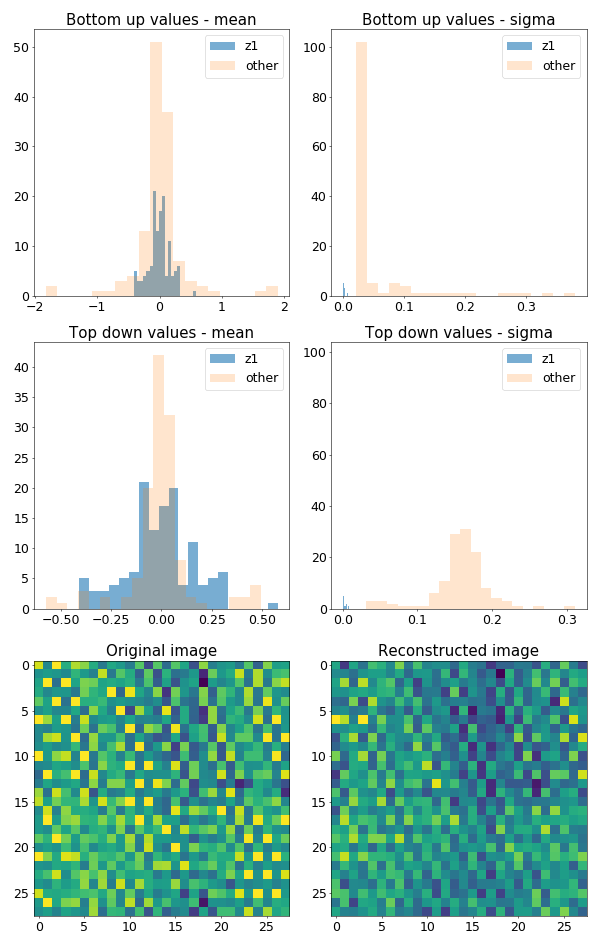 Bottom up values - mean
z1
other
50
40
30
20
10
0
−2 −1 0 1 2
Bottom up values - sigma
z1
other
100
80
60
40
20
0
0.0 0.1 0.2 0.3
Top down values - mean
z1
other
40
35
30
25
20
15
10
5
0
−0.50 −0.25 0.00 0.25 0.50
Top down values - sigma
z1
other
100
80
60
40
20
0
0.0 0.1 0.2 0.3
Original image
0
5
10
15
20
25
0 5 10 15 20 25
Reconstructed image
0
5
10
15
20
25
0 5 10 15 20 25